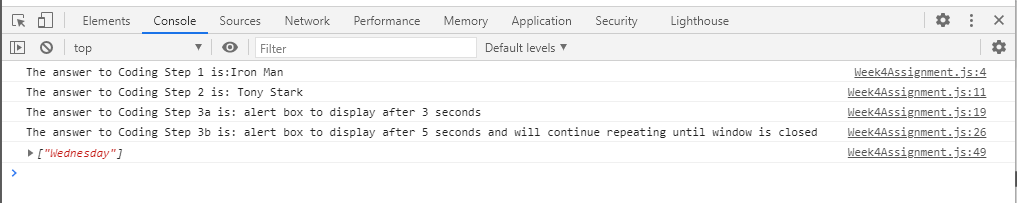 Elements Console Sources Network Performance Memory Application Security Lighthouse
top Filter Default levels
The answer to Coding Step 1 is:Iron Man Week4Assignment.js:4
The answer to Coding Step 2 is: Tony Stark Week4Assignment.js:11
The answer to Coding Step 3a is: alert box to display after 3 seconds Week4Assignment.js:19
The answer to Coding Step 3b is: alert box to display after 5 seconds and will continue repeating until window is closed Week4Assignment.js:26
["Wednesday"] Week4Assignment.js:49